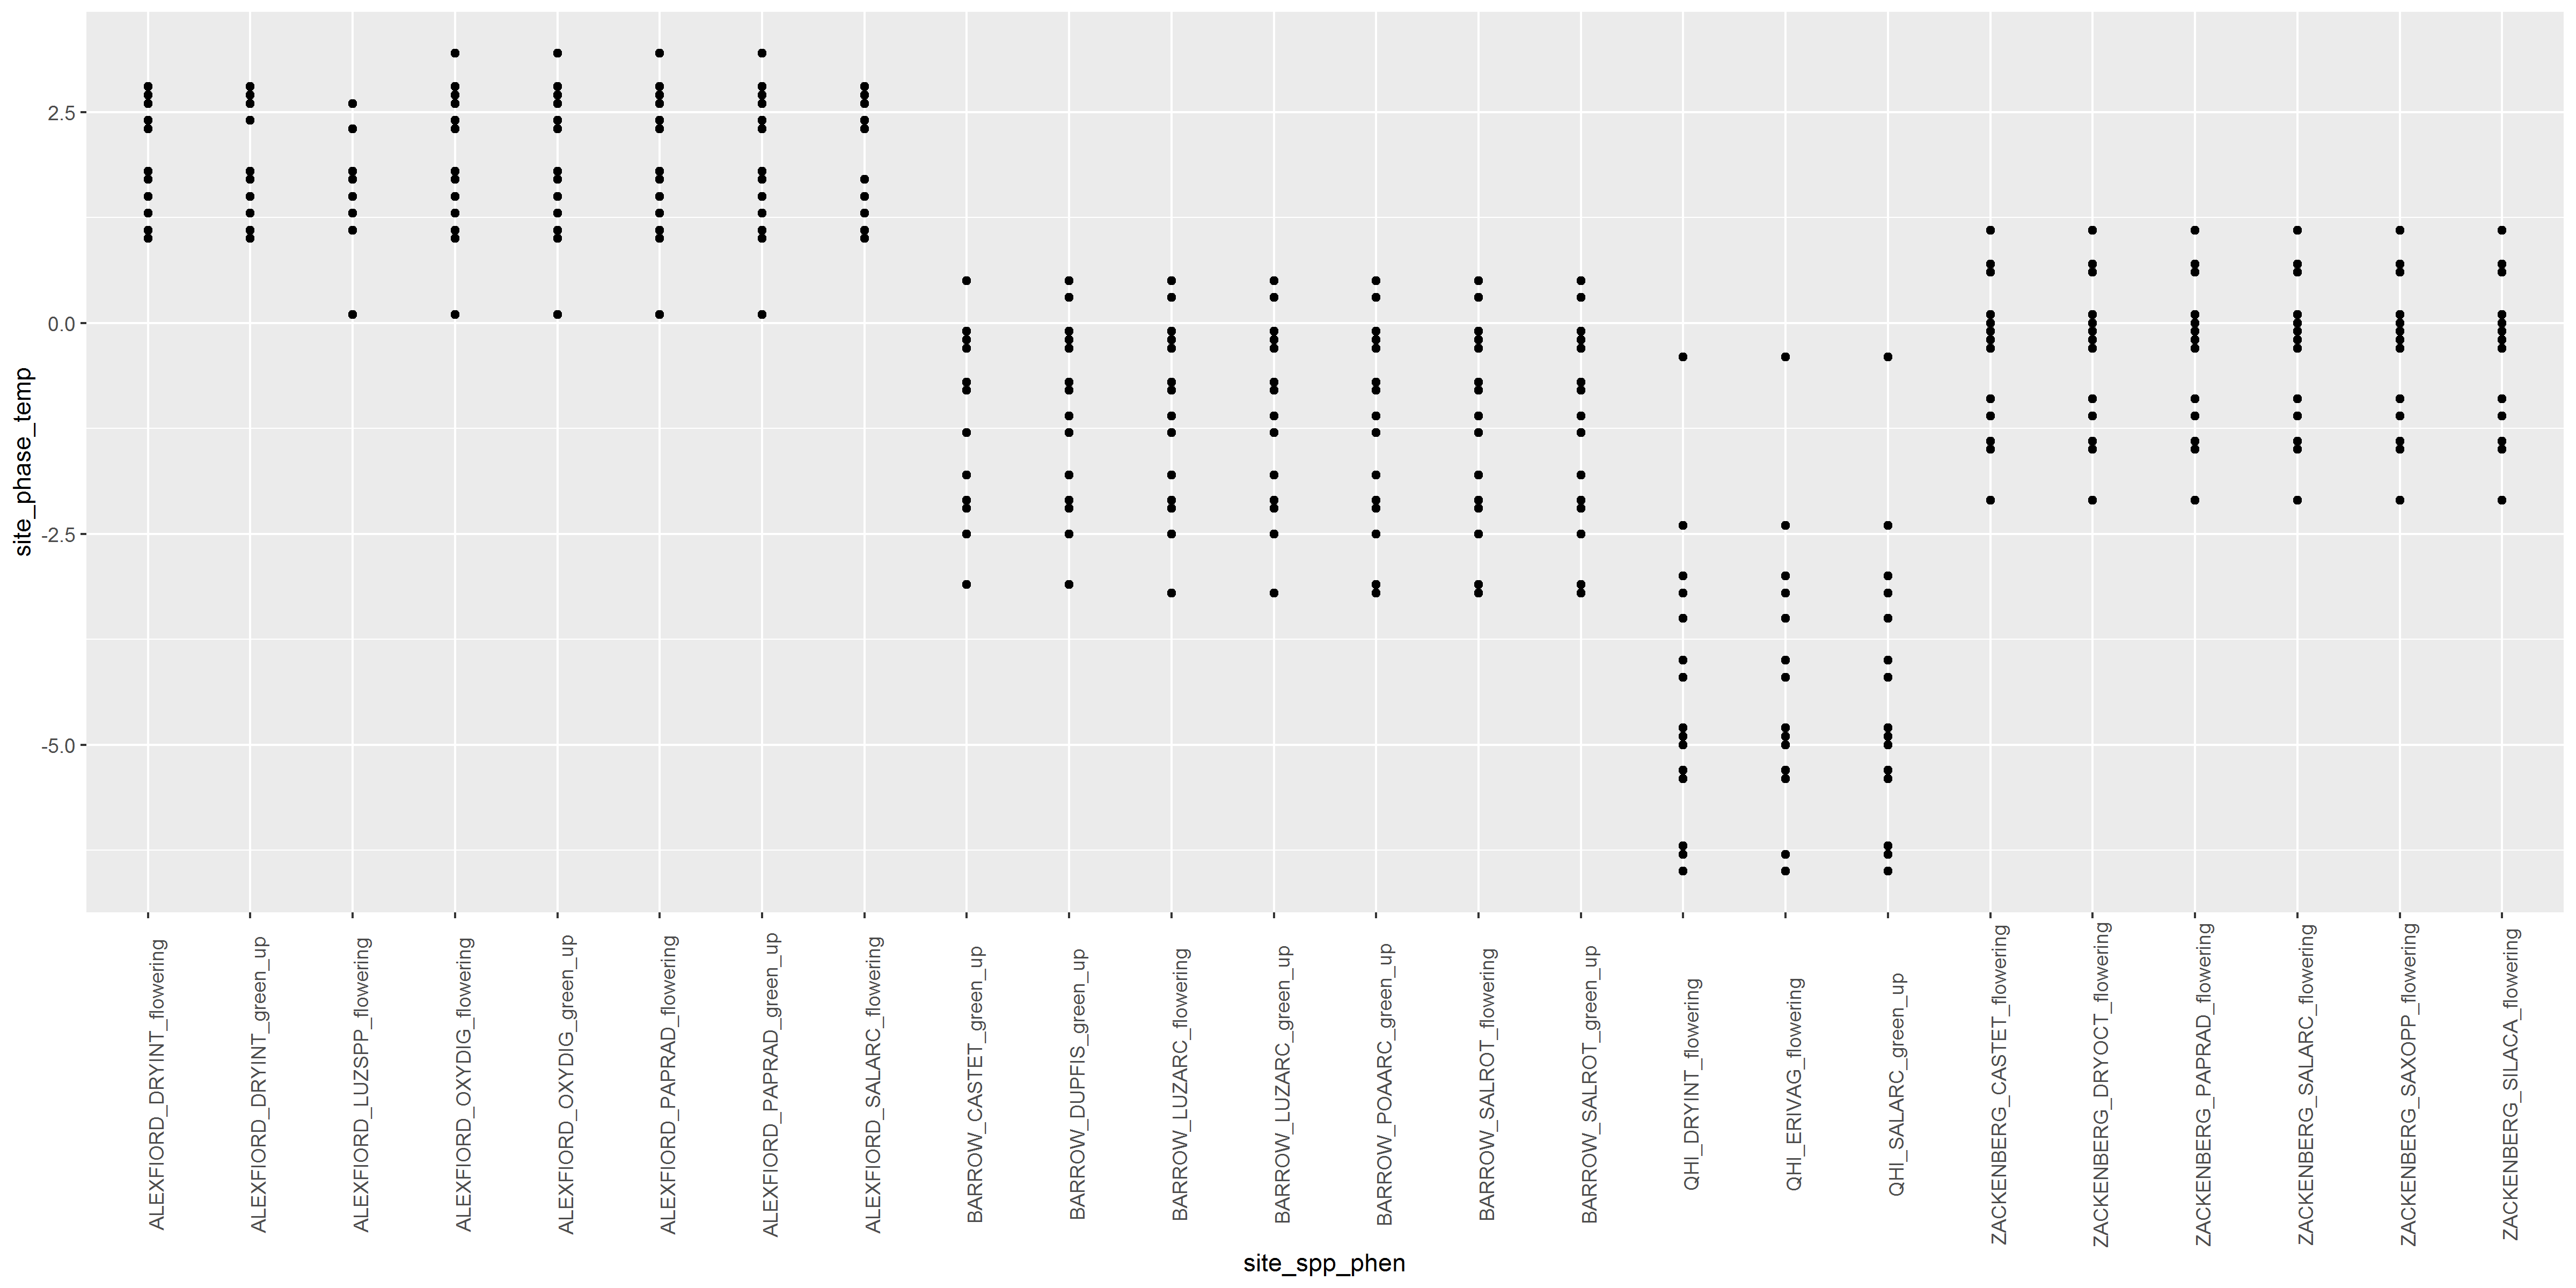 site_phase_temp
2.5
0.0
-2.5
-5.0
ALEXFIORD_DRYINT_flowering
ALEXFIORD_DRYINT_green_up
ALEXFIORD_LUZSPP_flowering
ALEXFIORD_OXYDIG_flowering
ALEXFIORD_OXYDIG_green_up
ALEXFIORD_PAPRAD_flowering
ALEXFIORD_PAPRAD_green_up
ALEXFIORD_SALARC_flowering
BARROW_CASTET_green_up
BARROW_DUPFIS_green_up
BARROW_LUZARC_flowering
BARROW_LUZARC_green_up
BARROW_POAARC_green_up
BARROW_SALROT_flowering
BARROW_SALROT_green_up
QHI_DRYINT_flowering
QHI_ERIVAG_flowering
QHI_SALARC_green_up
ZACKENBERG_CASTET_flowering
ZACKENBERG_DRYOCT_flowering
ZACKENBERG_PAPRAD_flowering
ZACKENBERG_SALARC_flowering
ZACKENBERG_SAXOPP_flowering
ZACKENBERG_SILACA_flowering
site_spp_phen